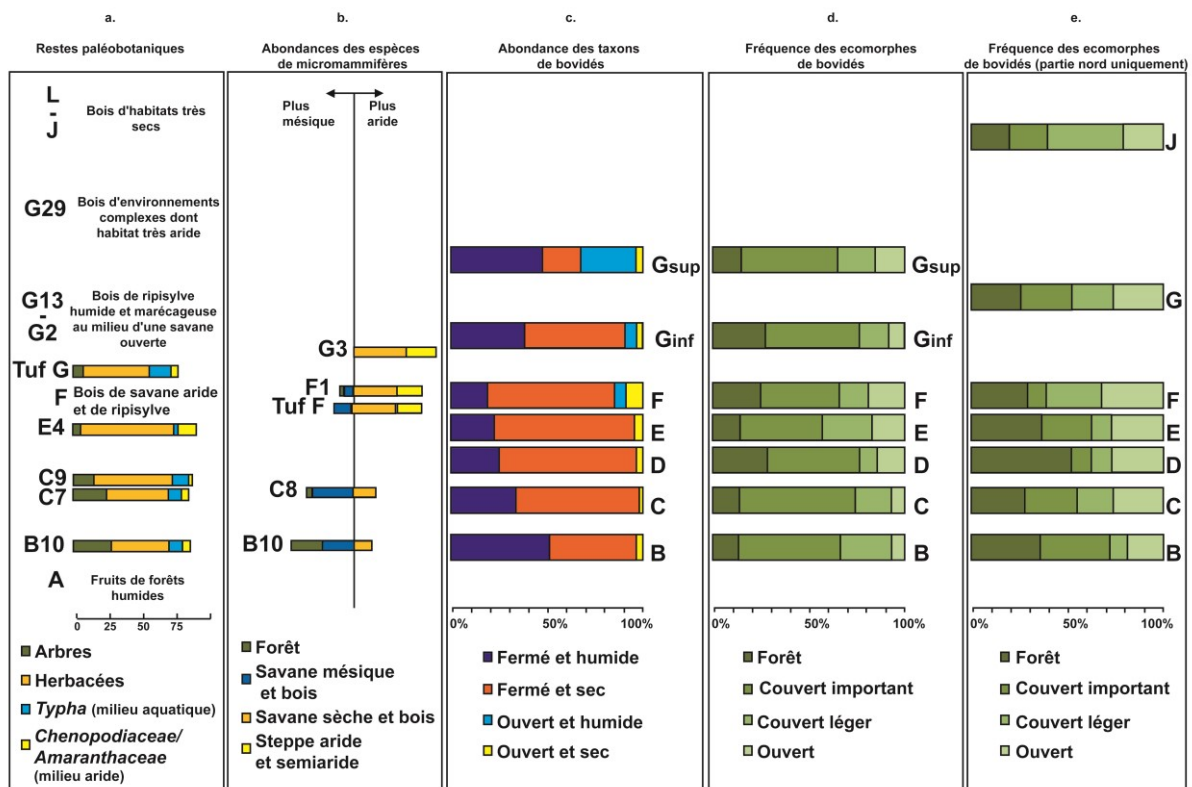 a.
Restes paléobotaniques
L
-
J
Bois d'habitats très
secs
G29
Bois d'environnements
complexes dont
habitat très aride
G13
-
G2
Bois de ripisylve
humide et marécageuse
au milieu d'une savane
ouverte
Tuf G
F
Bois de savane aride
et de ripisylve
E4
C9
C7
B10
A
Fruits de forêts
humides
0 25 50 75
Arbres
Herbacées
Typha (milieu aquatique)
Chenopodiaceae/
Amaranthaceae
(milieu aride)
b.
Abondances des espèces
de micromammifères
Plus
mésique
Plus
aride
G3
F1
Tuf F
C8
B10
Forêt
Savane mésique
et bois
Savane sèche et bois
Steppe aride
et semiaride
c.
Abondance des taxons
de bovidés
Gsup
Ginf
F
E
D
C
B
0% 50% 100%
Fermé et humide
Fermé et sec
Ouvert et humide
Ouvert et sec
d.
Fréquence des ecomorphes
de bovidés
Gsup
Ginf
F
E
D
C
B
0% 50% 100%
Forêt
Couvert important
Couvert léger
Ouvert
e.
Fréquence des ecomorphes
de bovidés (partie nord uniquement)
J
G
F
E
D
C
B
0% 50% 100%
Forêt
Couvert important
Couvert léger
Ouvert